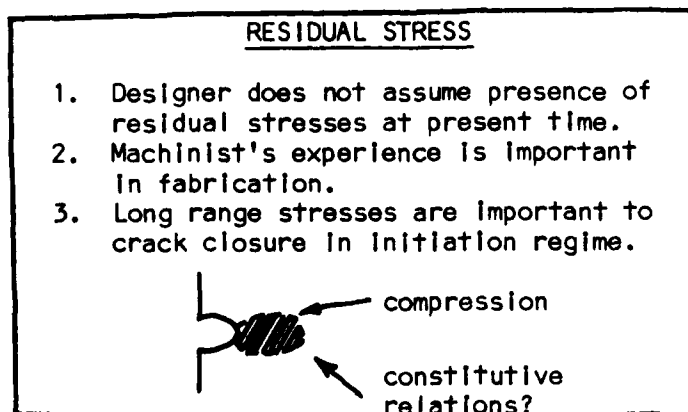 RESIDUAL STRESS
1. Designer does not assume presence of
residual stresses at present time.
2. Machinist's experience is important
in fabrication.
3. Long range stresses are important to
crack closure in initiation regime.
compression
constitutive
relations?